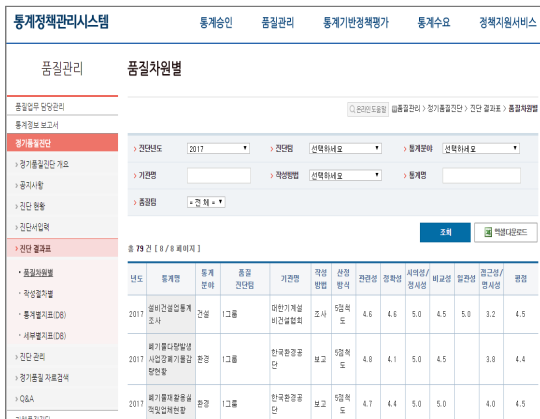 통계정책관리시스템
통계승인 품질관리 통계기반정책평가 통계수요 정책지원서비스
품질관리
품질업무 담당관리
통계정보 보고서
정기품질진단
> 정기품질진단 개요
> 공지사항
> 진단 현황
> 진단서입력
> 진단 결과표
• 품질차원별
• 작성절차별
• 통계별지표(DB)
• 세부별지표(DB)
> 진단 관리
> 정기품질 자료검색
> Q&A
품질차원별
온라인도움말 품질관리 > 정기품질진단 > 진단 결과표 > 품질차원별
> 진단년도 2017 > 진단팀 선택하세요 > 통계분야 선택하세요
> 기관명 > 작성방법 선택하세요 > 통계명
> 품질팀 = 전 체 =
조회 엑셀다운로드
총 79 건 [ 8 / 8 페이지 ]
년도 통계명 통계분야 품질진단팀 기관명 작성방법 산정방식 관련성 정확성 시의성/정시성 비교성 일관성 접근성/명시성 평점
2017 설비건설업통계조사 건설 1그룹 대한기계설비건설협회 조사 5점척도 4.6 4.6 5.0 4.5 5.0 3.2 4.5
2017 폐기물다량발생사업장폐기물감량현황 환경 1그룹 한국환경공단 보고 5점척도 4.8 4.1 5.0 4.5 3.8 4.4
2017 폐기물재활용실적및업체현황 환경 1그룹 한국환경공단 보고 5점척도 4.7 4.4 5.0 5.0 4.0 4.5